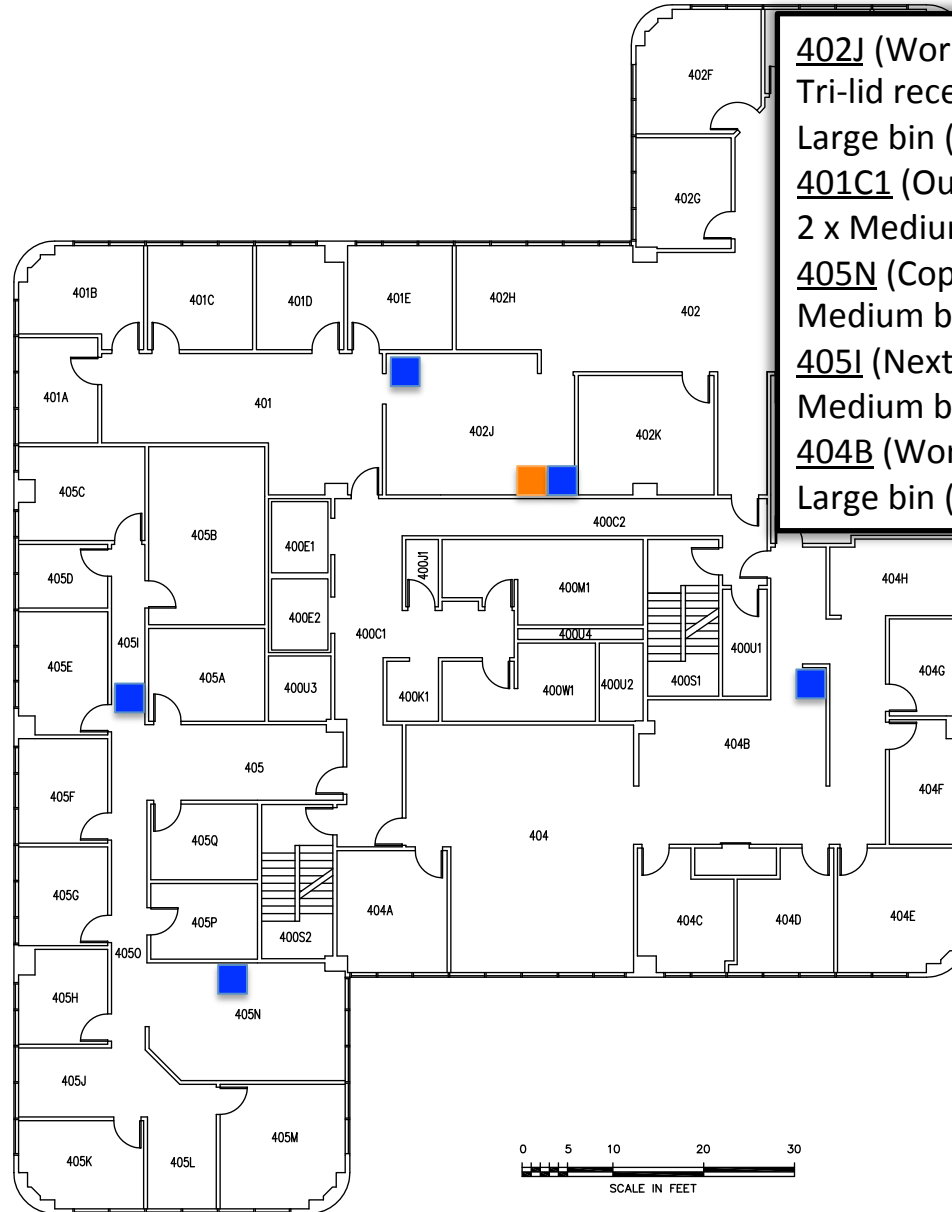 402F
402J (Wor
Tri-lid rece
Large bin (
401C1 (Ou
2 x Mediu
405N (Cop
Medium b
405I (Next
Medium b
404B (Wor
Large bin (
402G
401B
401C
401D
401E
402H
402
401A
401
402J
402K
405C
405B
400E1
400J1
400C2
405D
400M1
404H
405I
400E2
400C1
400U4
400U1
405E
405A
400U3
400K1
400W1
400U2
400S1
404G
404B
405
405F
404F
405Q
404
405G
405P
404A
404C
404D
404E
400S2
405O
405H
405N
405J
405M
405K
405L
0 5 10 20 30
SCALE IN FEET